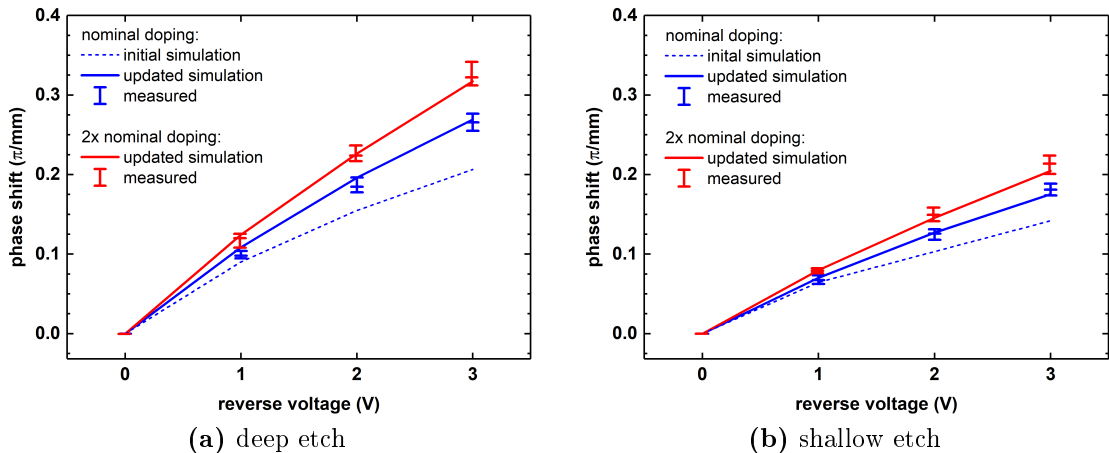 0.4
0.3
0.2
0.1
0.0
phase shift (π/mm)
nominal doping:
initial simulation
updated simulation
measured
2x nominal doping:
updated simulation
measured
0 1 2 3
reverse voltage (V)
(a) deep etch
0.4
0.3
0.2
0.1
0.0
phase shift (π/mm)
nominal doping:
inital simulation
updated simulation
measured
2x nominal doping:
updated simulation
measured
0 1 2 3
reverse voltage (V)
(b) shallow etch